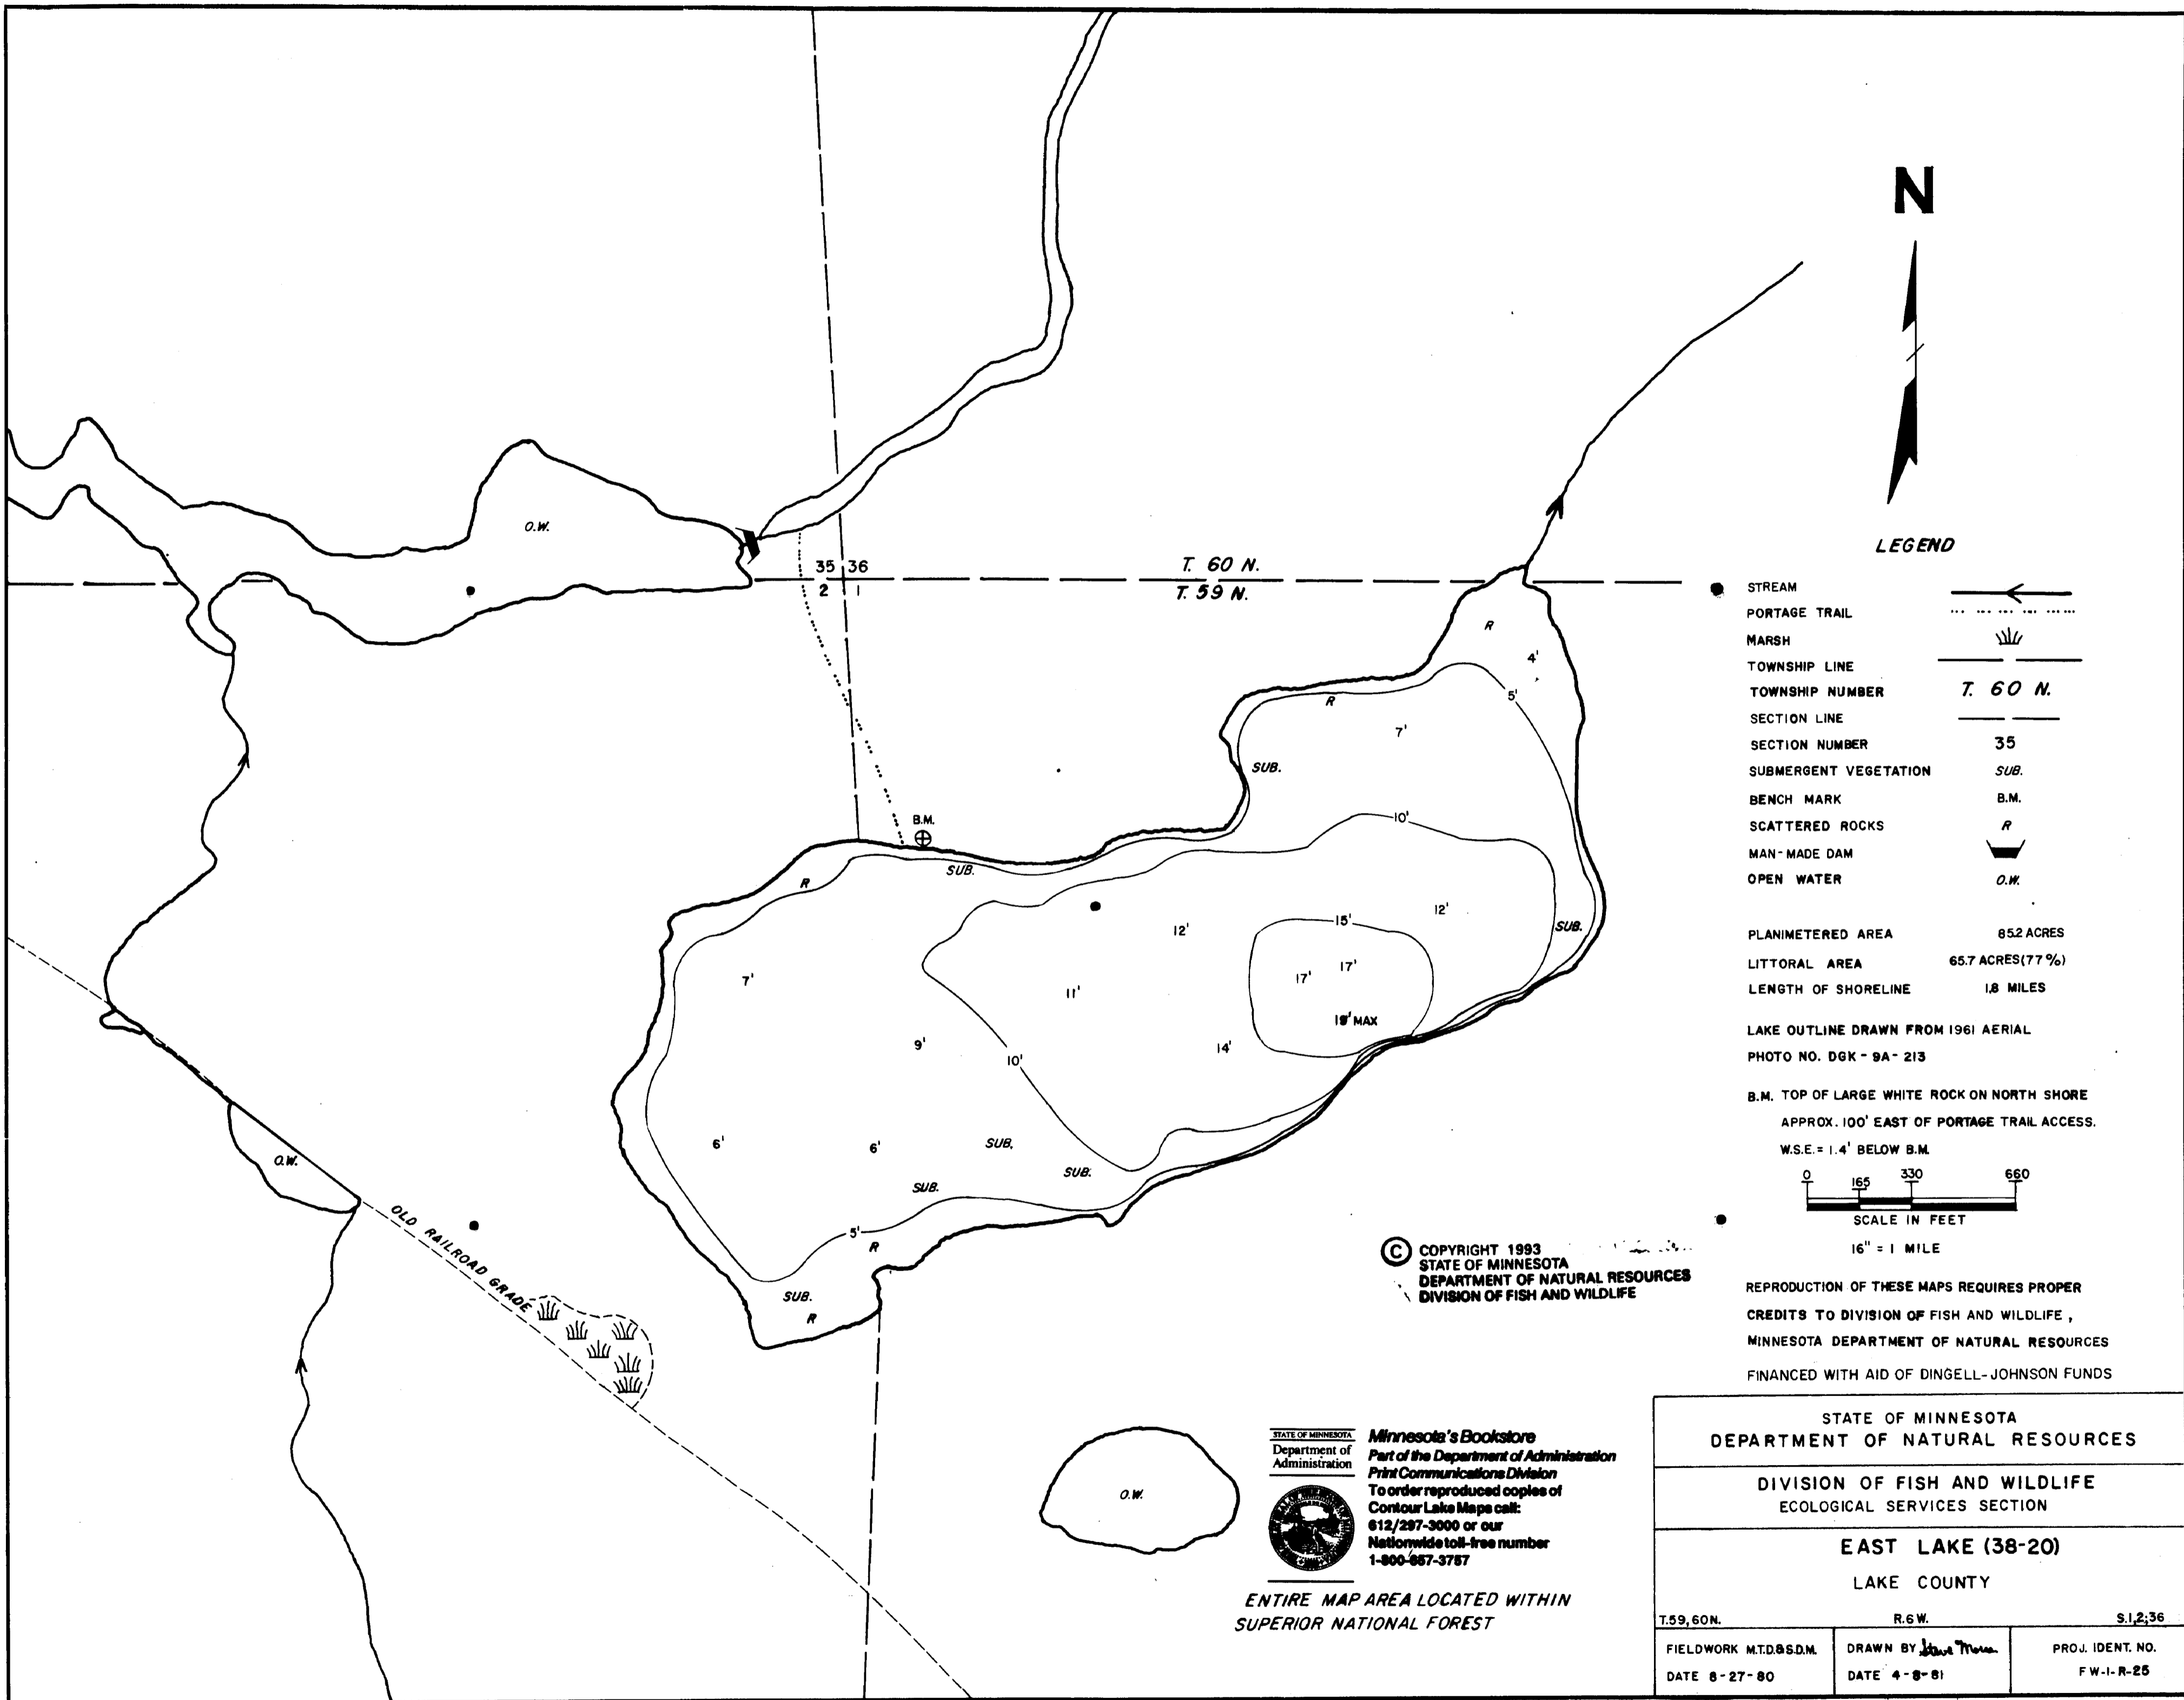 N
O.W.
35 36
2 1
T. 60 N.
T. 59 N.
R
4'
5'
R
7'
SUB.
10'
B.M.
SUB.
R
12'
15'
12'
SUB.
7'
17'
17'
11'
MAX
9'
10'
14'
6'
6'
SUB.
SUB.
SUB.
5'
R
SUB.
R
O.W.
OLD RAILROAD GRADE
O.W.
LEGEND
STREAM
PORTAGE TRAIL
MARSH
TOWNSHIP LINE
TOWNSHIP NUMBER T. 60 N.
SECTION LINE
SECTION NUMBER 35
SUBMERGENT VEGETATION SUB.
BENCH MARK B.M.
SCATTERED ROCKS R
MAN-MADE DAM
OPEN WATER O.W.
PLANIMETERED AREA 85.2 ACRES
LITTORAL AREA 65.7 ACRES (77%)
LENGTH OF SHORELINE 1.8 MILES
LAKE OUTLINE DRAWN FROM 1961 AERIAL
PHOTO NO. DGK - 9A - 213
B.M. TOP OF LARGE WHITE ROCK ON NORTH SHORE
APPROX. 100' EAST OF PORTAGE TRAIL ACCESS.
W.S.E. = 1.4' BELOW B.M.
0 165 330 660
SCALE IN FEET
16" = 1 MILE
REPRODUCTION OF THESE MAPS REQUIRES PROPER
CREDITS TO DIVISION OF FISH AND WILDLIFE,
MINNESOTA DEPARTMENT OF NATURAL RESOURCES
FINANCED WITH AID OF DINGELL-JOHNSON FUNDS
© COPYRIGHT 1993
STATE OF MINNESOTA
DEPARTMENT OF NATURAL RESOURCES
DIVISION OF FISH AND WILDLIFE
STATE OF MINNESOTA
Department of
Administration
Minnesota's Bookstore
Part of the Department of Administration
Print Communications Division
To order reproduced copies of
Contour Lake Maps call:
612/297-3000 or our
Nationwide toll-free number
1-800-657-3757
ENTIRE MAP AREA LOCATED WITHIN
SUPERIOR NATIONAL FOREST
STATE OF MINNESOTA
DEPARTMENT OF NATURAL RESOURCES
DIVISION OF FISH AND WILDLIFE
ECOLOGICAL SERVICES SECTION
EAST LAKE (38-20)
LAKE COUNTY
T.59,60N. R.6W. S.1,2;36
FIELDWORK M.T.D.&S.D.M.
DATE 8-27-80
DRAWN BY Steve
DATE 4-8-81
PROJ. IDENT. NO.
FW-1-R-25